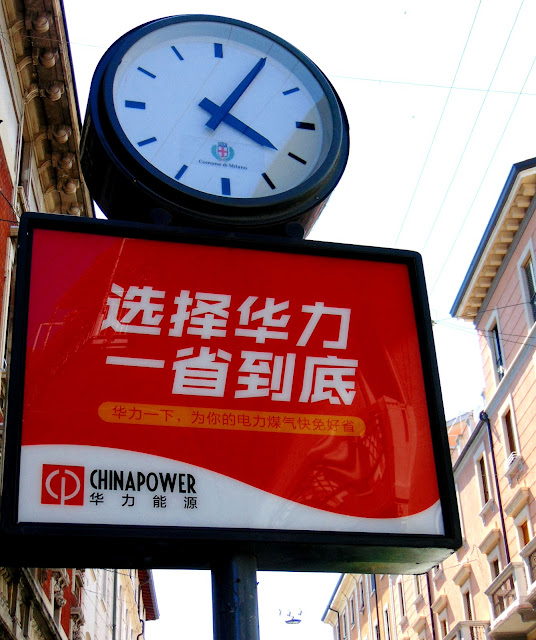 Comune di Milano
选择华力
一省到底
华力一下，为你的电力煤气快免好省
CHINAPOWER
华力能源